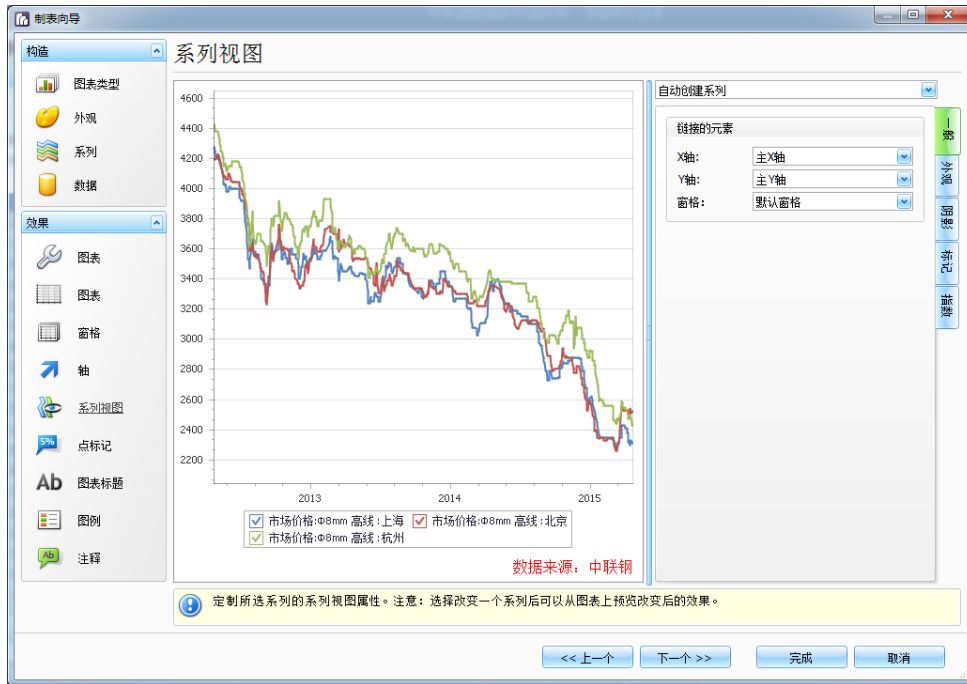 制表向导
构造
图表类型
外观
系列
数据
效果
图表
图表
窗格
轴
系列视图
5%
点标记
Ab
图表标题
图例
Ab
注释
系列视图
4600
4400
4200
4000
3800
3600
3400
3200
3000
2800
2600
2400
2200
2013
2014
2015
市场价格:Φ8mm 高线:上海
市场价格:Φ8mm 高线:北京
市场价格:Φ8mm 高线:杭州
数据来源：中联钢
自动创建系列
链接的元素
X轴:
主X轴
Y轴:
主Y轴
窗格:
默认窗格
一般
外观
阴影
标记
指数
定制所选系列的系列视图属性。注意：选择改变一个系列后可以从图表上预览改变后的效果。
<< 上一个
下一个 >>
完成
取消